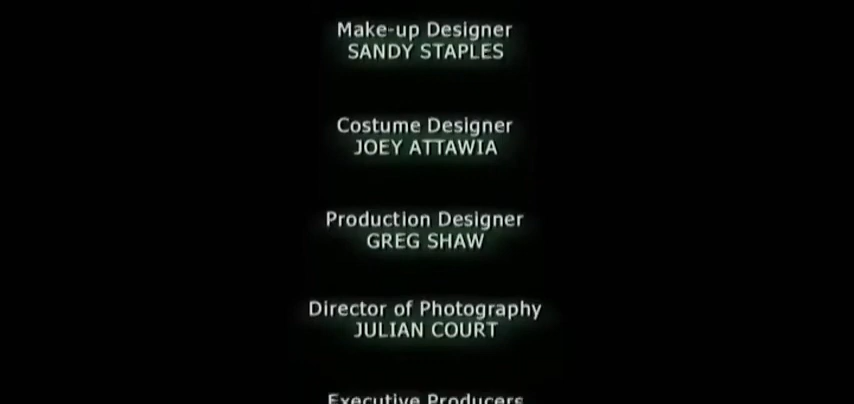 Make-up Designer
SANDY STAPLES
Costume Designer
JOEY ATTAWIA
Production Designer
GREG SHAW
Director of Photography
JULIAN COURT
Executive Producers